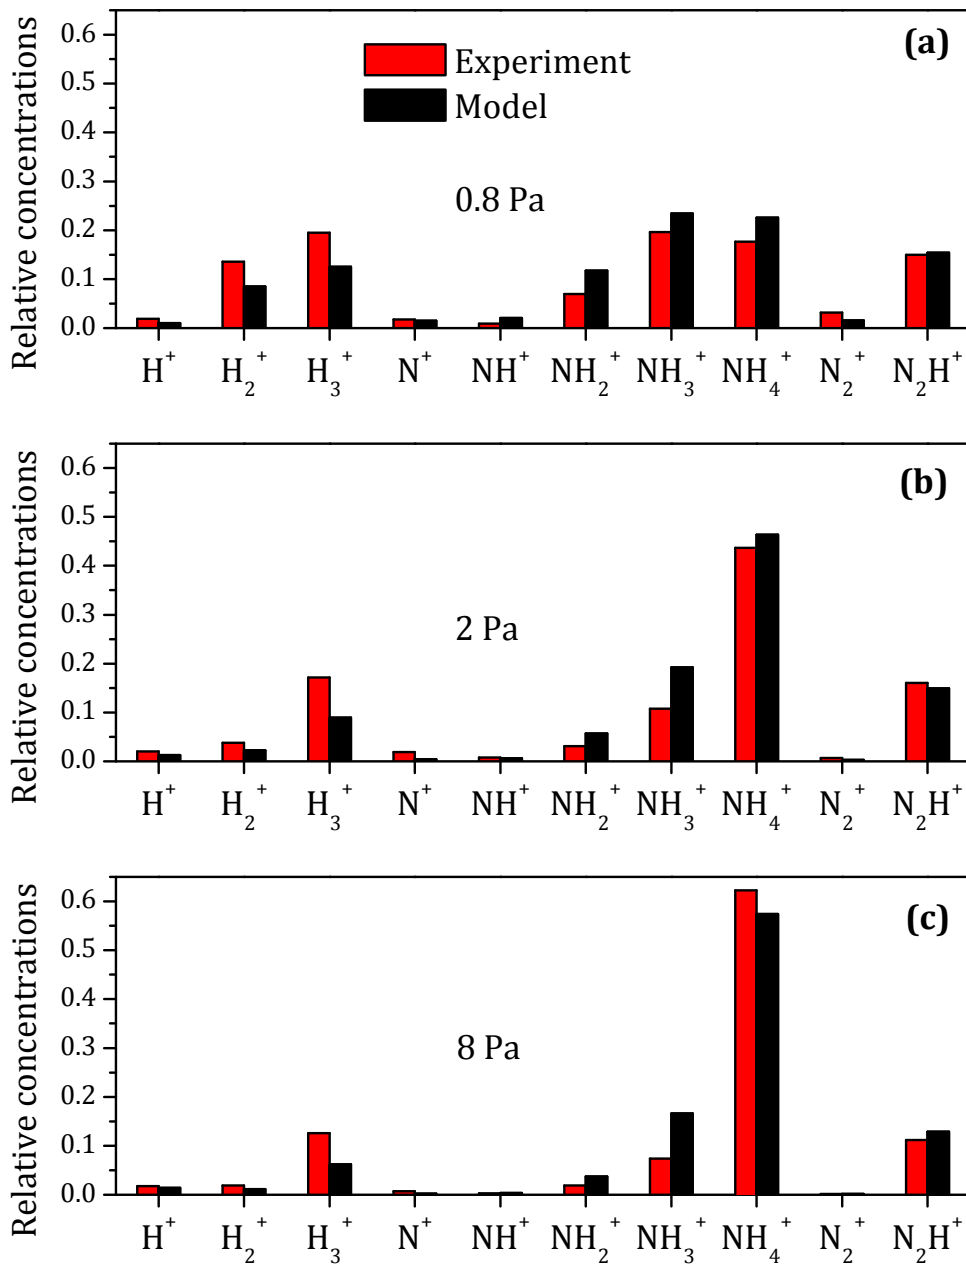 (a)
Experiment
Model
0.8 Pa
Relative concentrations
0.6
0.5
0.4
0.3
0.2
0.1
0.0
H⁺ H₂⁺ H₃⁺ N⁺ NH⁺ NH₂⁺ NH₃⁺ NH₄⁺ N₂⁺ N₂H⁺
(b)
2 Pa
Relative concentrations
0.6
0.5
0.4
0.3
0.2
0.1
0.0
H⁺ H₂⁺ H₃⁺ N⁺ NH⁺ NH₂⁺ NH₃⁺ NH₄⁺ N₂⁺ N₂H⁺
(c)
8 Pa
Relative concentrations
0.6
0.5
0.4
0.3
0.2
0.1
0.0
H⁺ H₂⁺ H₃⁺ N⁺ NH⁺ NH₂⁺ NH₃⁺ NH₄⁺ N₂⁺ N₂H⁺